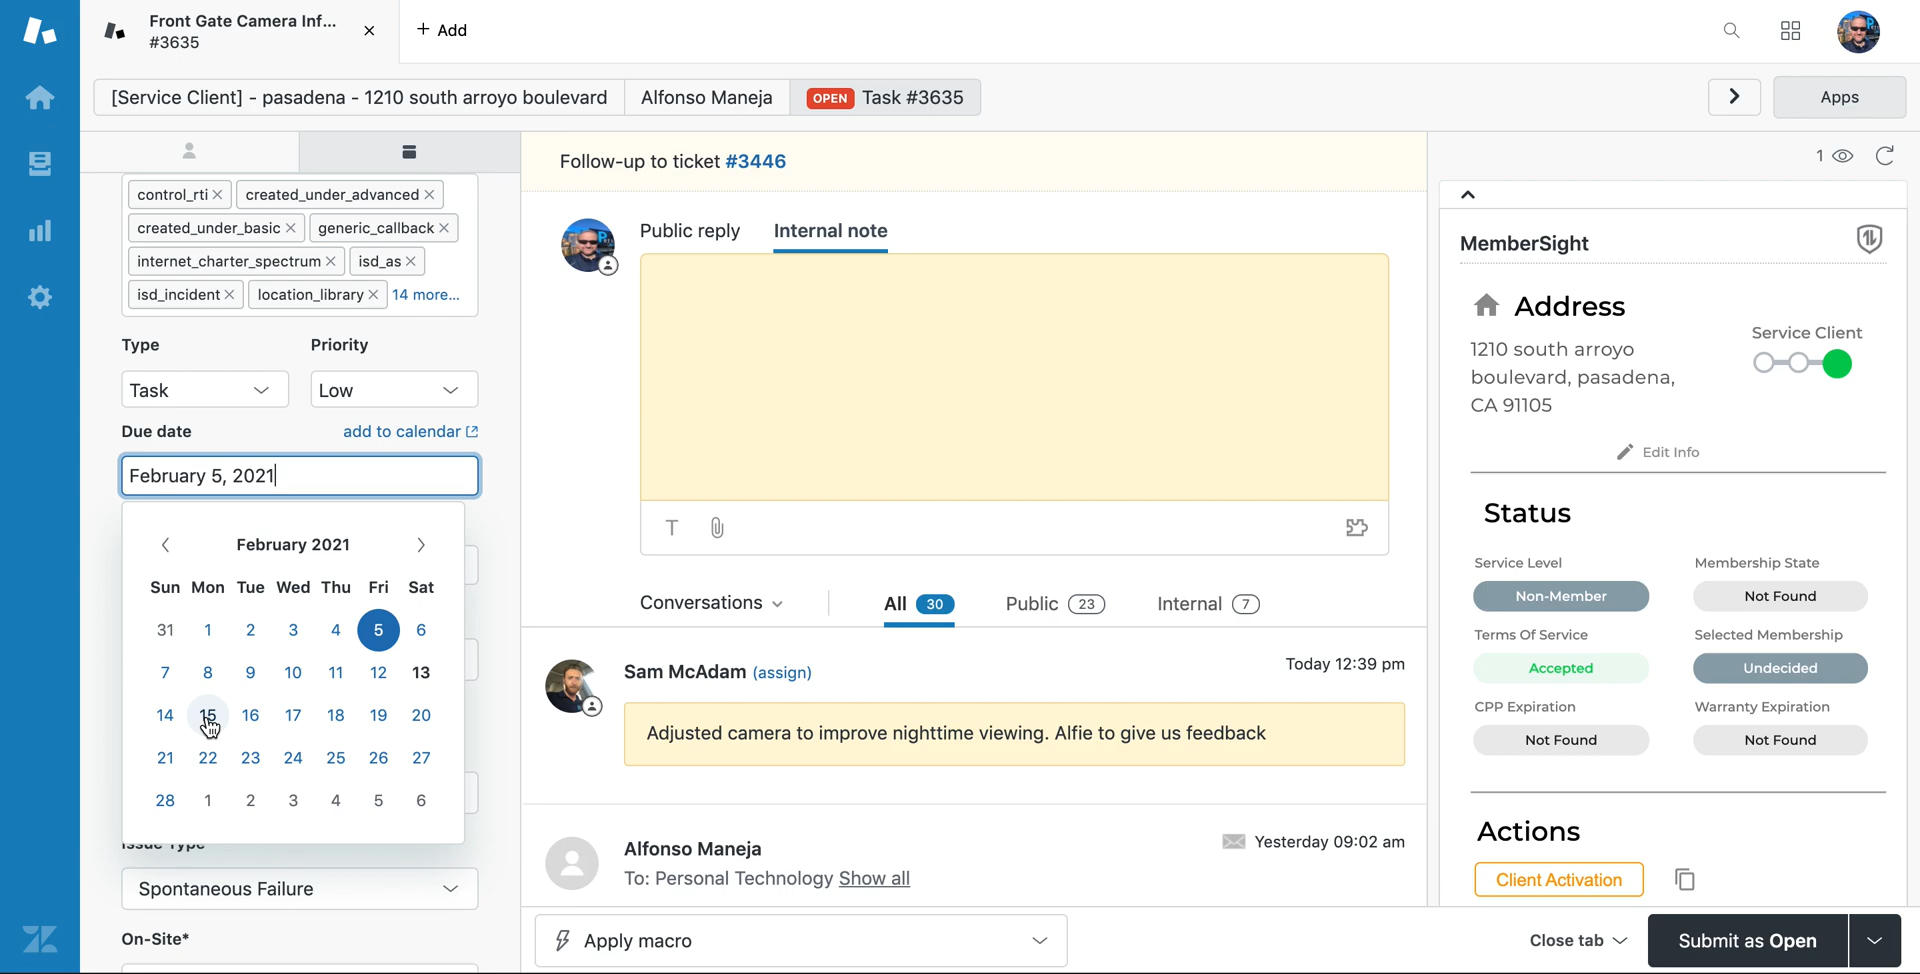 Front Gate Camera Inf...
#3635
+ Add
[Service Client] - pasadena - 1210 south arroyo boulevard
Alfonso Maneja
OPEN Task #3635
Apps
control_rti
created_under_advanced
created_under_basic
generic_callback
internet_charter_spectrum
isd_as
isd_incident
location_library
14 more...
Type
Priority
Task
Low
Due date
add to calendar
February 5, 2021
February 2021
Sun Mon Tue Wed Thu Fri Sat
31 1 2 3 4 5 6
7 8 9 10 11 12 13
14 15 16 17 18 19 20
21 22 23 24 25 26 27
28 1 2 3 4 5 6
Issue Type
Spontaneous Failure
On-Site*
Follow-up to ticket #3446
Public reply
Internal note
T
Conversations
All 30
Public 23
Internal 7
Sam McAdam (assign)
Today 12:39 pm
Adjusted camera to improve nighttime viewing. Alfie to give us feedback
Alfonso Maneja
Yesterday 09:02 am
To: Personal Technology Show all
Apply macro
Close tab
Submit as Open
1
MemberSight
Address
1210 south arroyo
boulevard, pasadena,
CA 91105
Service Client
Edit Info
Status
Service Level
Membership State
Non-Member
Not Found
Terms Of Service
Selected Membership
Accepted
Undecided
CPP Expiration
Warranty Expiration
Not Found
Not Found
Actions
Client Activation